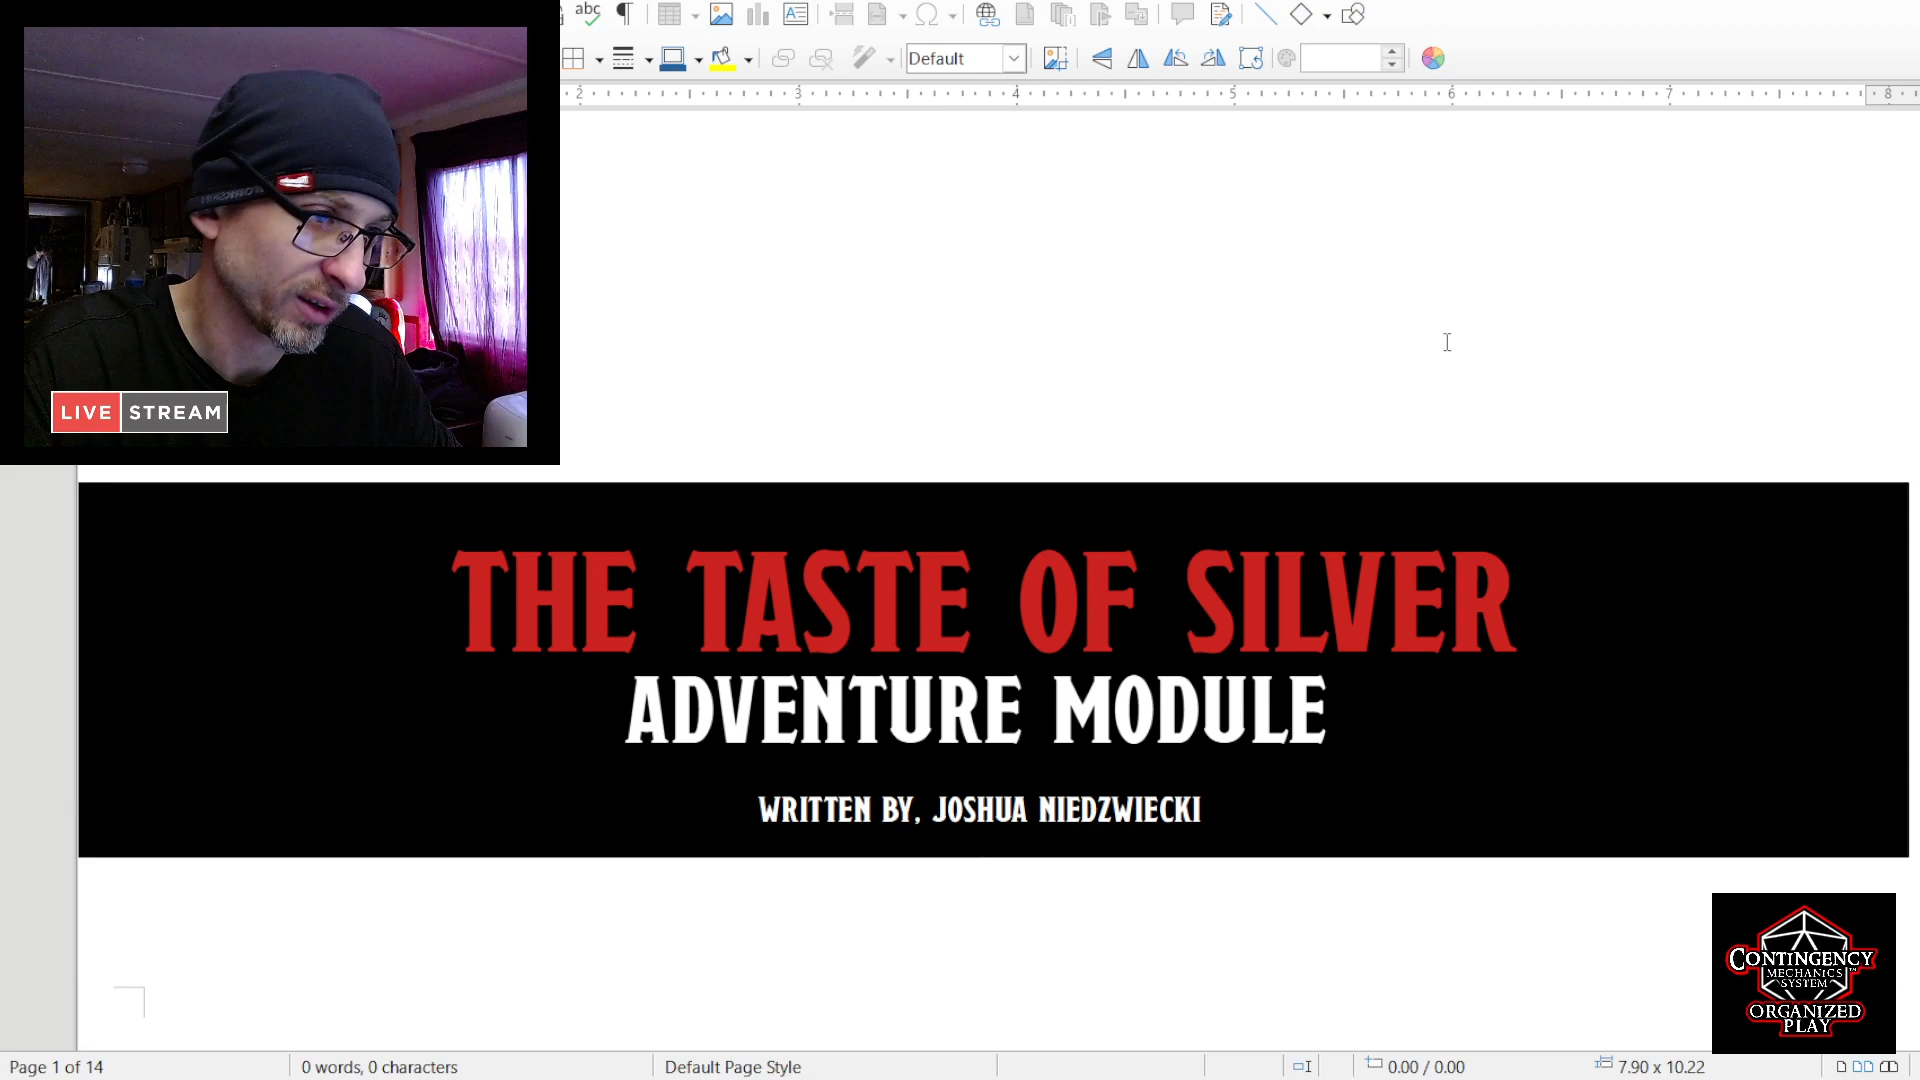 abc
Default
2 3 4 5 6 7 8
LIVE STREAM
THE TASTE OF SILVER
ADVENTURE MODULE
WRITTEN BY, JOSHUA NIEDZWIECKI
CONTINGENCY
MECHANICS™
SYSTEM
ORGANIZED
PLAY
Page 1 of 14 0 words, 0 characters Default Page Style 0.00 / 0.00 7.90 x 10.22